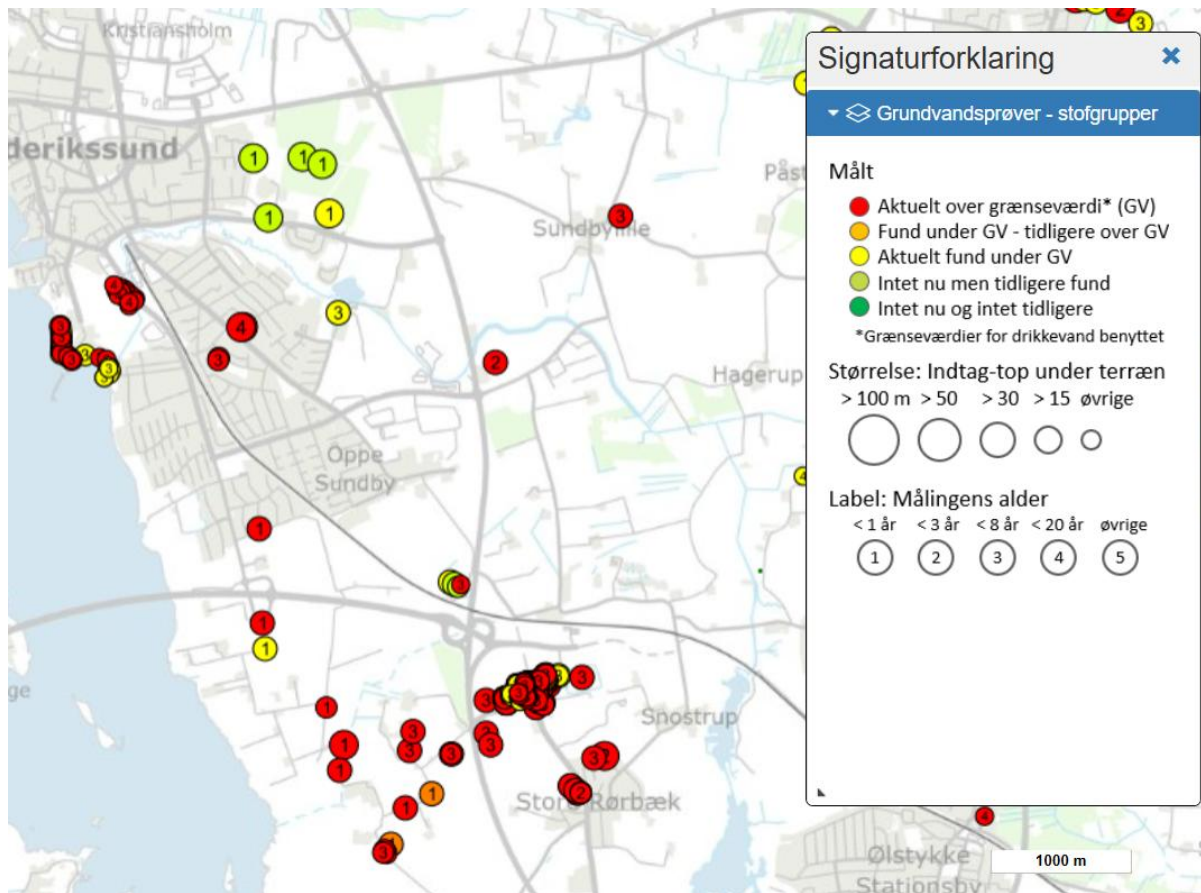 Kristiansholm
derikssund
Påst
Sundbylille
Hagerup
Oppe
Sundby
ge
Snostrup
Store Rørbæk
Ølstykke
Stationsby
1000 m
Signaturforklaring
Grundvandsprøver - stofgrupper
Målt
Aktuelt over grænseværdi* (GV)
Fund under GV - tidligere over GV
Aktuelt fund under GV
Intet nu men tidligere fund
Intet nu og intet tidligere
*Grænseværdier for drikkevand benyttet
Størrelse: Indtag-top under terræn
> 100 m > 50 > 30 > 15 øvrige
Label: Målingens alder
< 1 år < 3 år < 8 år < 20 år øvrige
1 2 3 4 5